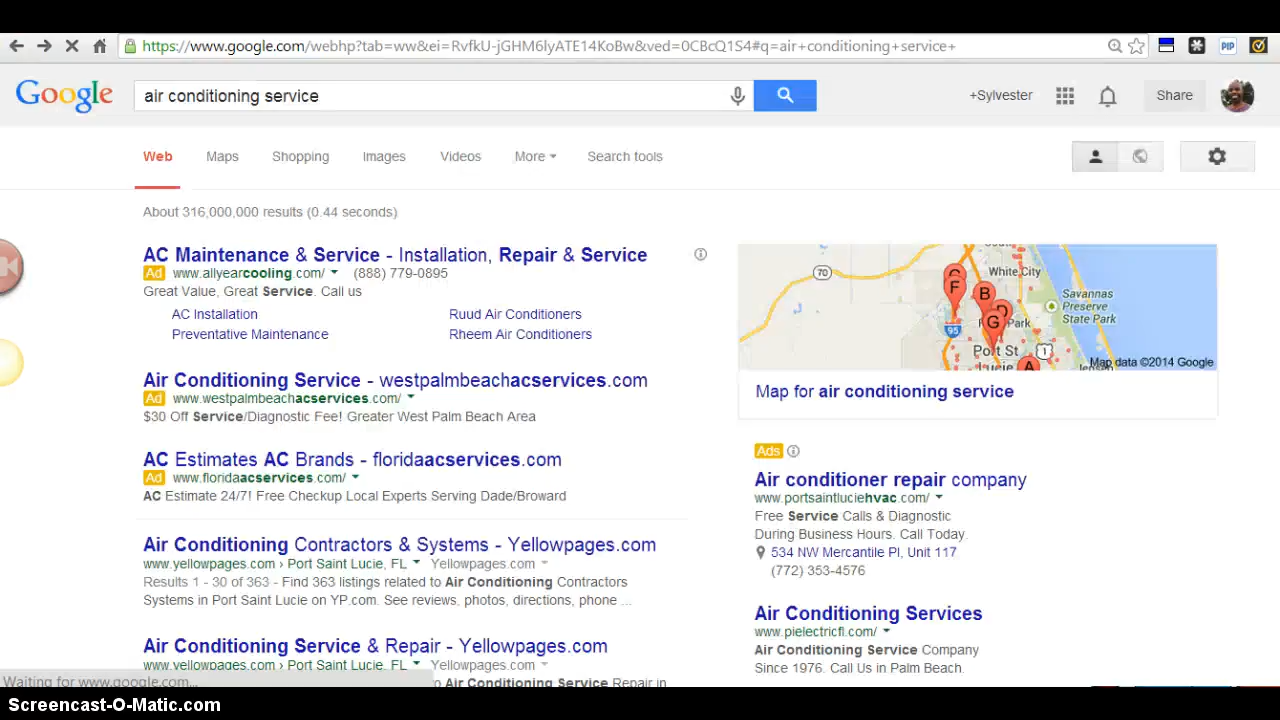 https://www.google.com/webhp?tab=ww&ei=RvfkU-jGHM6lyATE14KoBw&ved=0CBcQ1S4#q=air+conditioning+service+
PIP
Google
air conditioning service
+Sylvester
Share
Web Maps Shopping Images Videos More Search tools
About 316,000,000 results (0.44 seconds)
AC Maintenance & Service - Installation, Repair & Service
Ad www.allyearcooling.com/ (888) 779-0895
Great Value, Great Service. Call us
AC Installation Ruud Air Conditioners
Preventative Maintenance Rheem Air Conditioners
Air Conditioning Service - westpalmbeachacservices.com
Ad www.westpalmbeachacservices.com/
$30 Off Service/Diagnostic Fee! Greater West Palm Beach Area
AC Estimates AC Brands - floridaacservices.com
Ad www.floridaacservices.com/
AC Estimate 24/7! Free Checkup Local Experts Serving Dade/Broward
Air Conditioning Contractors & Systems - Yellowpages.com
www.yellowpages.com › Port Saint Lucie, FL Yellowpages.com
Results 1 - 30 of 363 - Find 363 listings related to Air Conditioning Contractors
Systems in Port Saint Lucie on YP.com. See reviews, photos, directions, phone ...
Air Conditioning Service & Repair - Yellowpages.com
www.yellowpages.com › Port Saint Lucie, FL Yellowpages.com
Air Conditioning Service Repair in
70
White City
F
B
D
Savannas
Preserve
State Park
G
Park
95
Port St
1
Lucie
A
Map data ©2014 Google
Map for air conditioning service
Ads
Air conditioner repair company
www.portsaintluciehvac.com/
Free Service Calls & Diagnostic
During Business Hours. Call Today.
534 NW Mercantile Pl, Unit 117
(772) 353-4576
Air Conditioning Services
www.pielectricfl.com/
Air Conditioning Service Company
Since 1976. Call Us in Palm Beach.
Waiting for www.google.com...
Screencast-O-Matic.com